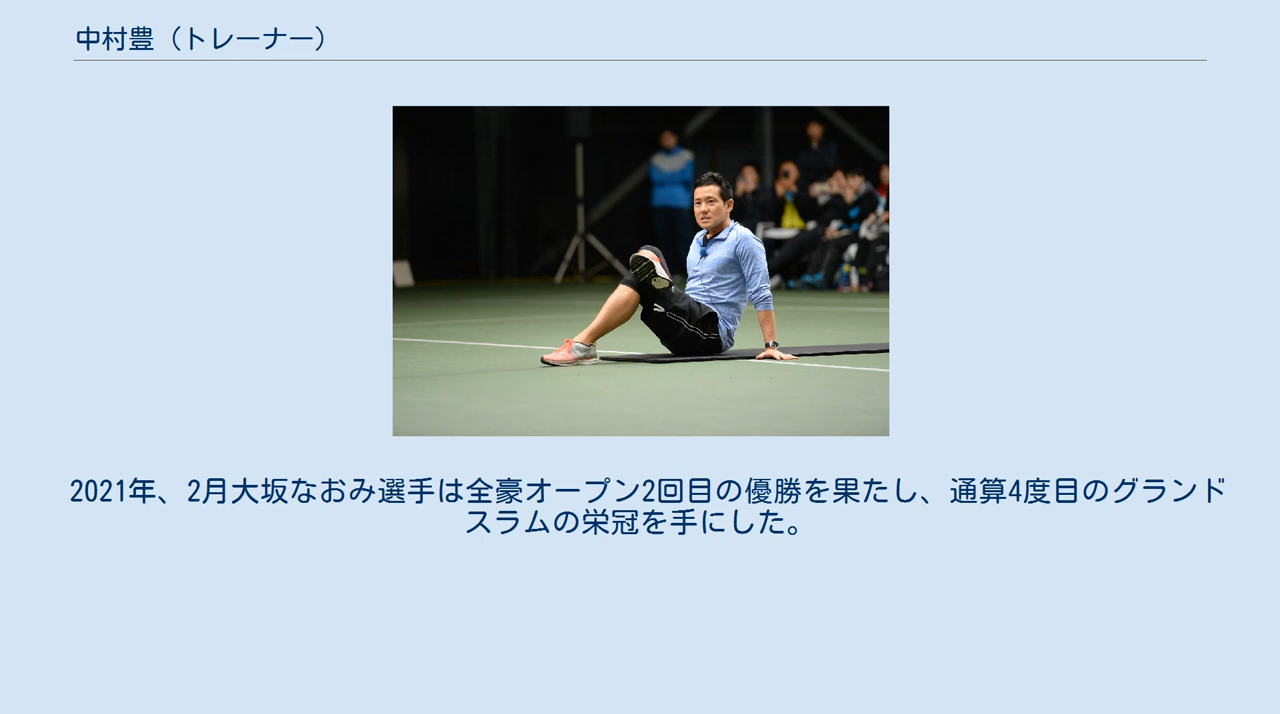 中村豊（トレーナー）
2021年、2月大坂なおみ選手は全豪オープン2回目の優勝を果たし、通算4度目のグランド
スラムの栄冠を手にした。